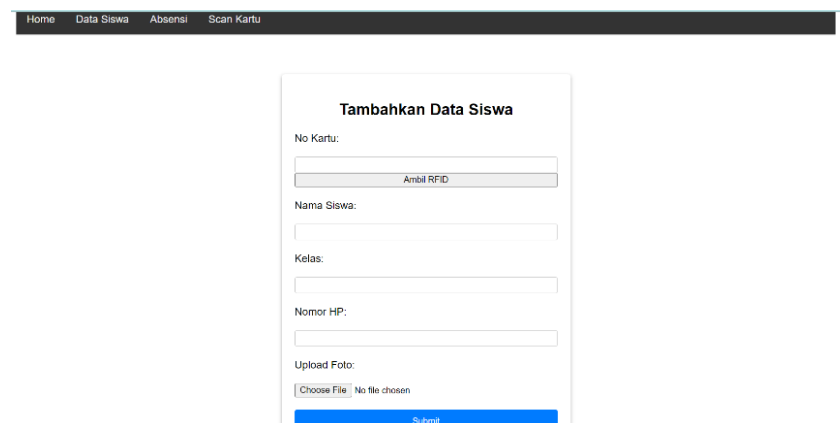 Home Data Siswa Absensi Scan Kartu
Tambahkan Data Siswa
No Kartu:
Ambil RFID
Nama Siswa:
Kelas:
Nomor HP:
Upload Foto:
Choose File No file chosen
Submit